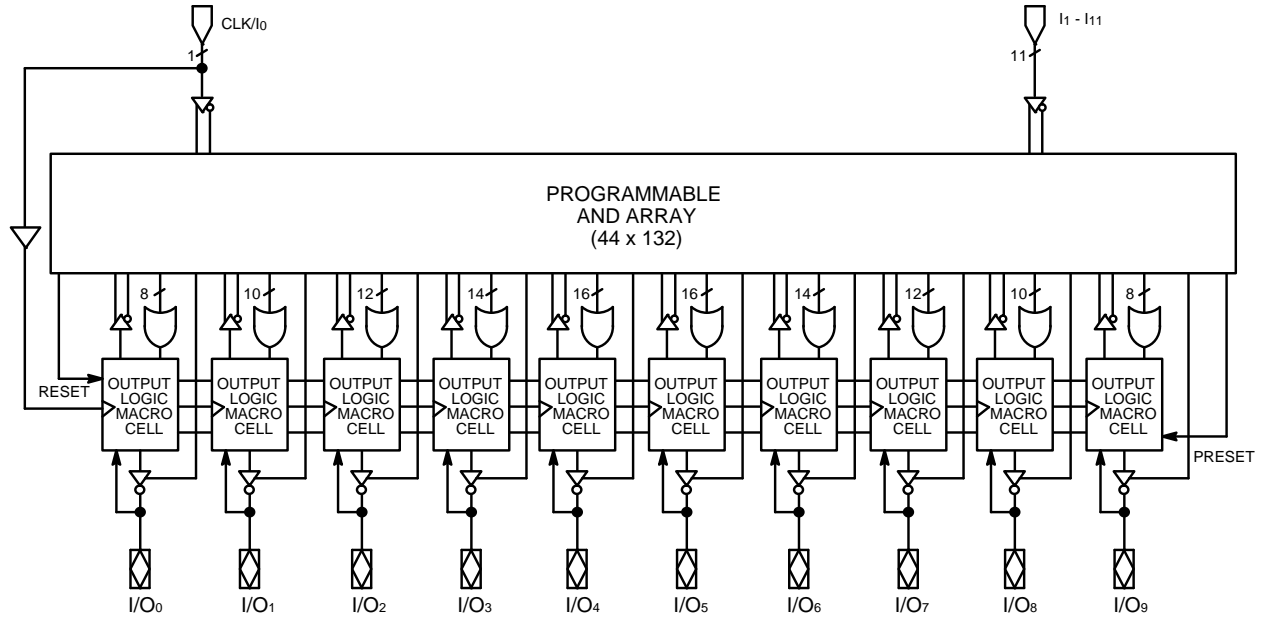 CLK/I0
I1 - I11
1
11
PROGRAMMABLE
AND ARRAY
(44 x 132)
8
10
12
14
16
16
14
12
10
8
RESET
OUTPUT
LOGIC
MACRO
CELL
OUTPUT
LOGIC
MACRO
CELL
OUTPUT
LOGIC
MACRO
CELL
OUTPUT
LOGIC
MACRO
CELL
OUTPUT
LOGIC
MACRO
CELL
OUTPUT
LOGIC
MACRO
CELL
OUTPUT
LOGIC
MACRO
CELL
OUTPUT
LOGIC
MACRO
CELL
OUTPUT
LOGIC
MACRO
CELL
OUTPUT
LOGIC
MACRO
CELL
PRESET
I/O0
I/O1
I/O2
I/O3
I/O4
I/O5
I/O6
I/O7
I/O8
I/O9